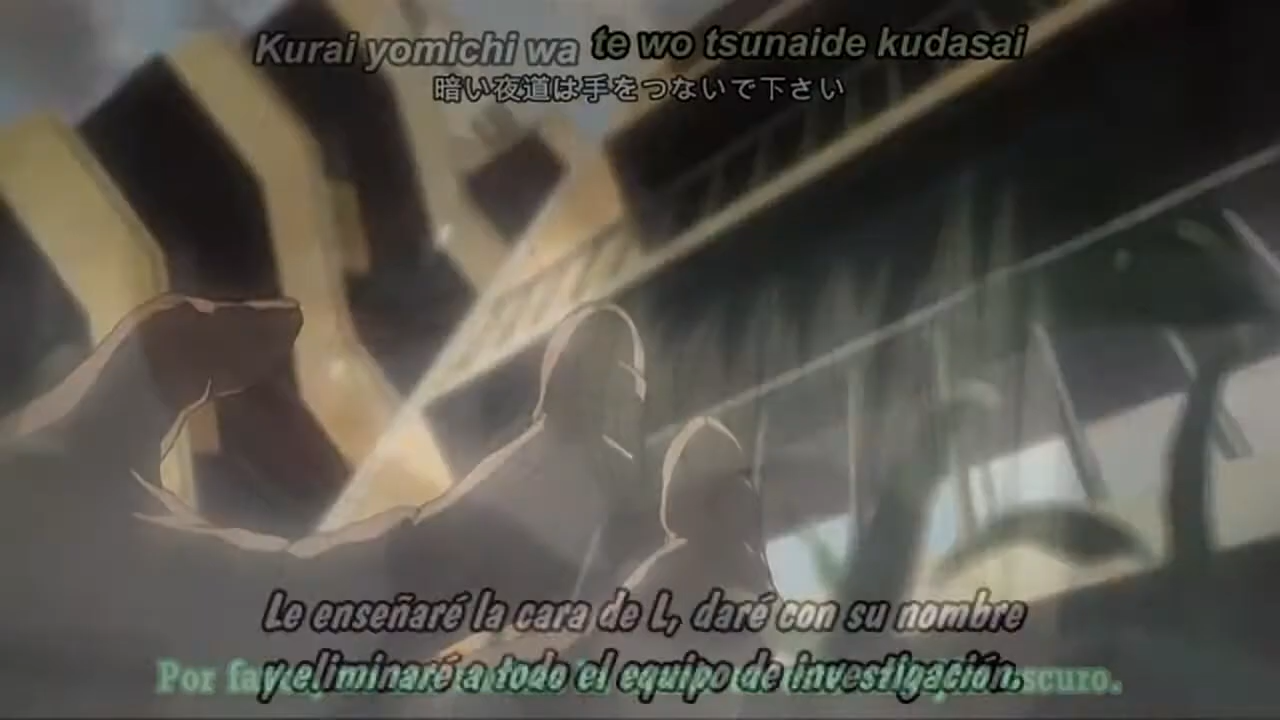 Kurai yomichi wa te wo tsunaide kudasai
暗い夜道は手をつないで下さい
Le enseñaré la cara de L, daré con su nombre
y eliminaré a todo el equipo de investigación.
Por